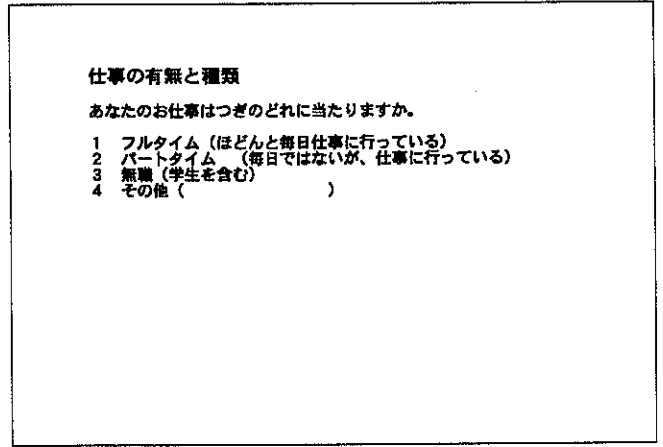 仕事の有無と種類
あなたのお仕事はつぎのどれに当たりますか。
1 フルタイム（ほどんと毎日仕事に行っている）
2 パートタイム （毎日ではないが、仕事に行っている）
3 無職（学生を含む）
4 その他（ ）